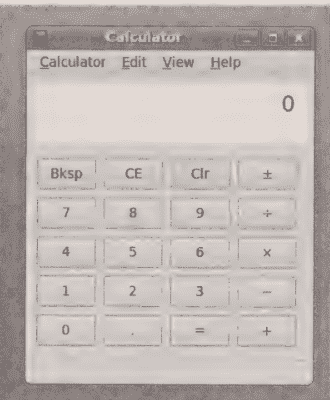 Calculator
Calculator Edit View Help
0
Bksp CE Clr ±
7 8 9 ÷
4 5 6 ×
1 2 3 −
0 . = +